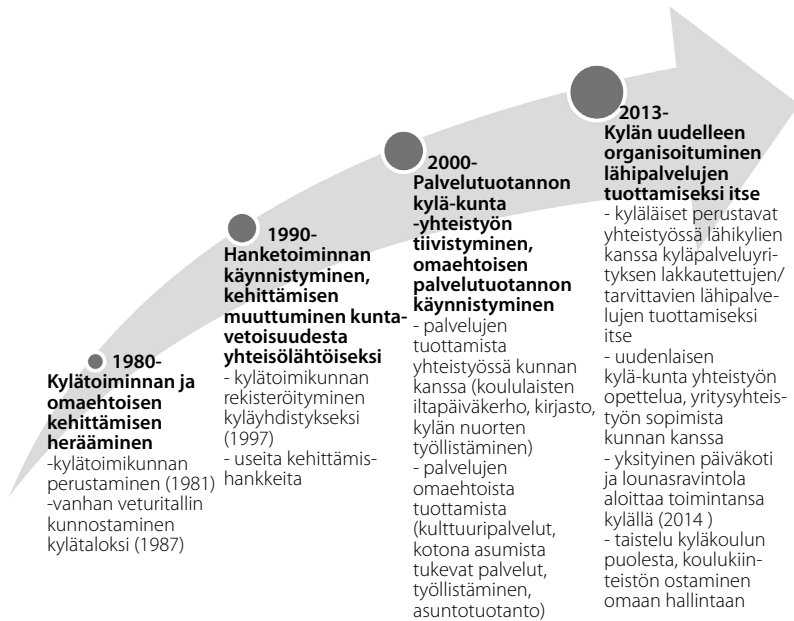 1980-
Kylätoiminnan ja
omaehtoisen
kehittämisen
herääminen
-kylätoimikunnan
perustaminen (1981)
-vanhan veturitallin
kunnostaminen
kylätaloksi (1987)
1990-
Hanketoiminnan
käynnistyminen,
kehittämisen
muuttuminen kunta-
vetoisuudesta
yhteisölähtöiseksi
- kylätoimikunnan
rekisteröityminen
kyläyhdistykseksi
(1997)
- useita kehittämis-
hankkeita
2000-
Palvelutuotannon
kylä-kunta
-yhteistyön
tiivistyminen,
omaehtoisen
palvelutuotannon
käynnistyminen
- palvelujen
tuottamista
yhteistyössä kunnan
kanssa (koululaisten
iltapäiväkerho, kirjasto,
kylän nuorten
työllistäminen)
- palvelujen
omaehtoista
tuottamista
(kulttuuripalvelut,
kotona asumista
tukevat palvelut,
työllistäminen,
asuntotuotanto)
2013-
Kylän uudelleen
organisoituminen
lähipalvelujen
tuottamiseksi itse
- kyläläiset perustavat
yhteistyössä lähikylien
kanssa kyläpalveluyri-
tyksen lakkautettujen/
tarvittavien lähipalve-
lujen tuottamiseksi
itse
- uudenlaisen
kylä-kunta yhteistyön
opettelua, yritysyhteis-
työn sopimista
kunnan kanssa
- yksityinen päiväkoti
ja lounasravintola
aloittaa toimintansa
kylällä (2014 )
- taistelu kyläkoulun
puolesta, koulukiin-
teistön ostaminen
omaan hallintaan